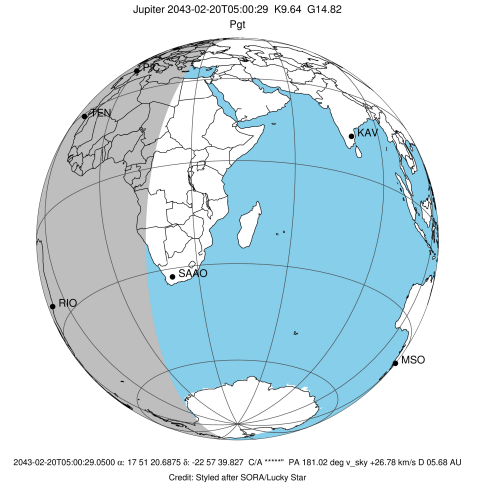 Jupiter 2043-02-20T05:00:29 K9.64 G14.82
Pgt
TEN
KAV
SAAO
RIO
MSO
2043-02-20T05:00:29.0500 α: 17 51 20.6875 δ: -22 57 39.827 C/A *****" PA 181.02 deg v_sky +26.78 km/s D 05.68 AU
Credit: Styled after SORA/Lucky Star